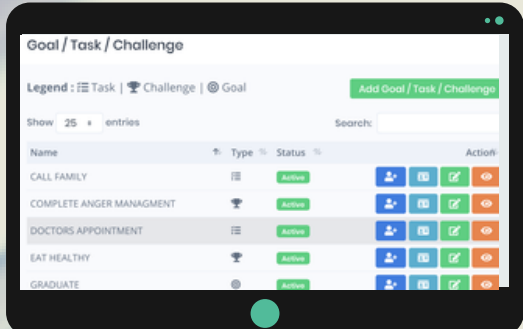 Goal / Task / Challenge
Legend : Task | Challenge | Goal
Add Goal / Task / Challenge
Show 25 entries
Search:
Name Type Status Action
CALL FAMILY Active
COMPLETE ANGER MANAGMENT Active
DOCTORS APPOINTMENT Active
EAT HEALTHY Active
GRADUATE Active